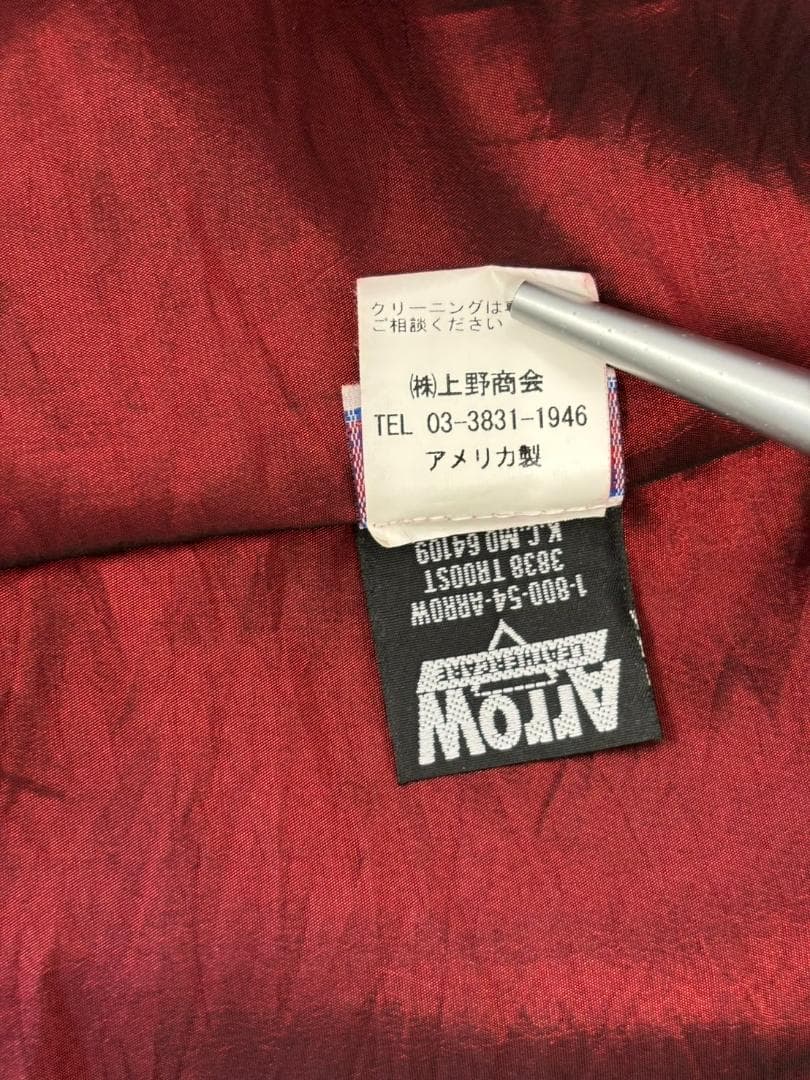 クリーニングは
ご相談ください
㈱上野商会
TEL 03-3831-1946
アメリカ製
ArroW
LEATHERCARE
1-800-54-ARROW
3838 TROOST
K.C.MO.64109